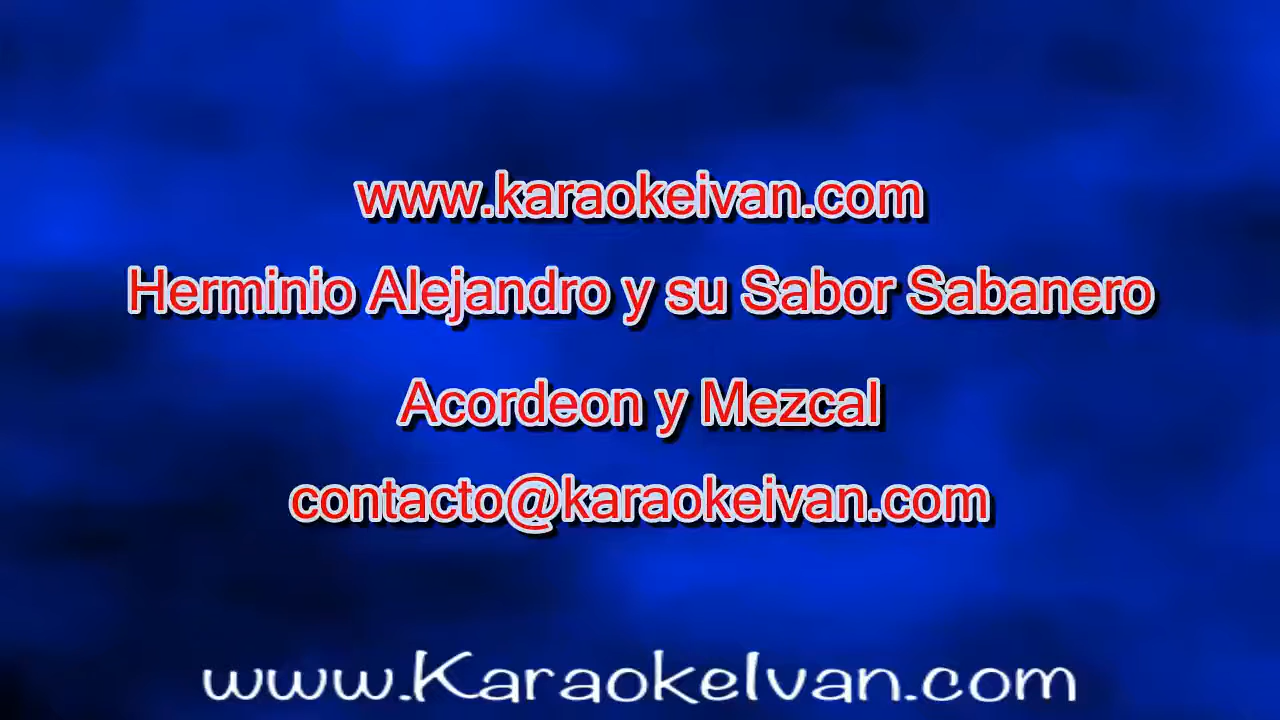 www.karaokeivan.com
Herminio Alejandro y su Sabor Sabanero
Acordeon y Mezcal
contacto@karaokeivan.com
www.KaraokeIvan.com